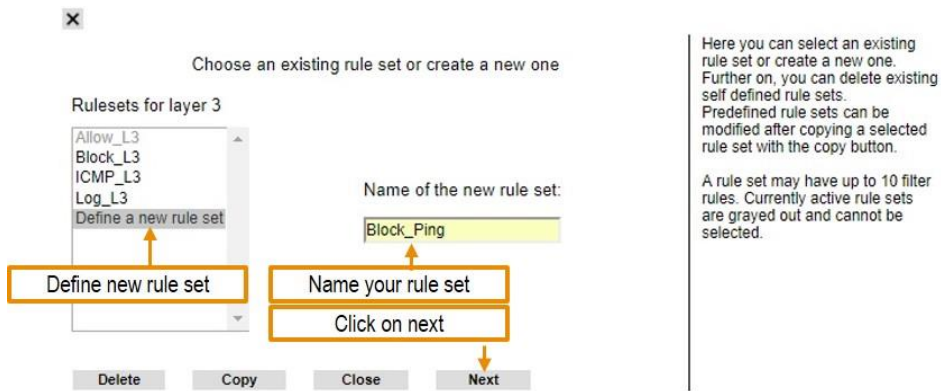 Choose an existing rule set or create a new one
Rulesets for layer 3
Allow_L3
Block_L3
ICMP_L3
Log_L3
Define a new rule set
Define new rule set
Name of the new rule set:
Block_Ping
Name your rule set
Click on next
Delete
Copy
Close
Next
Here you can select an existing
rule set or create a new one.
Further on, you can delete existing
self defined rule sets.
Predefined rule sets can be
modified after copying a selected
rule set with the copy button.
A rule set may have up to 10 filter
rules. Currently active rule sets
are grayed out and cannot be
selected.